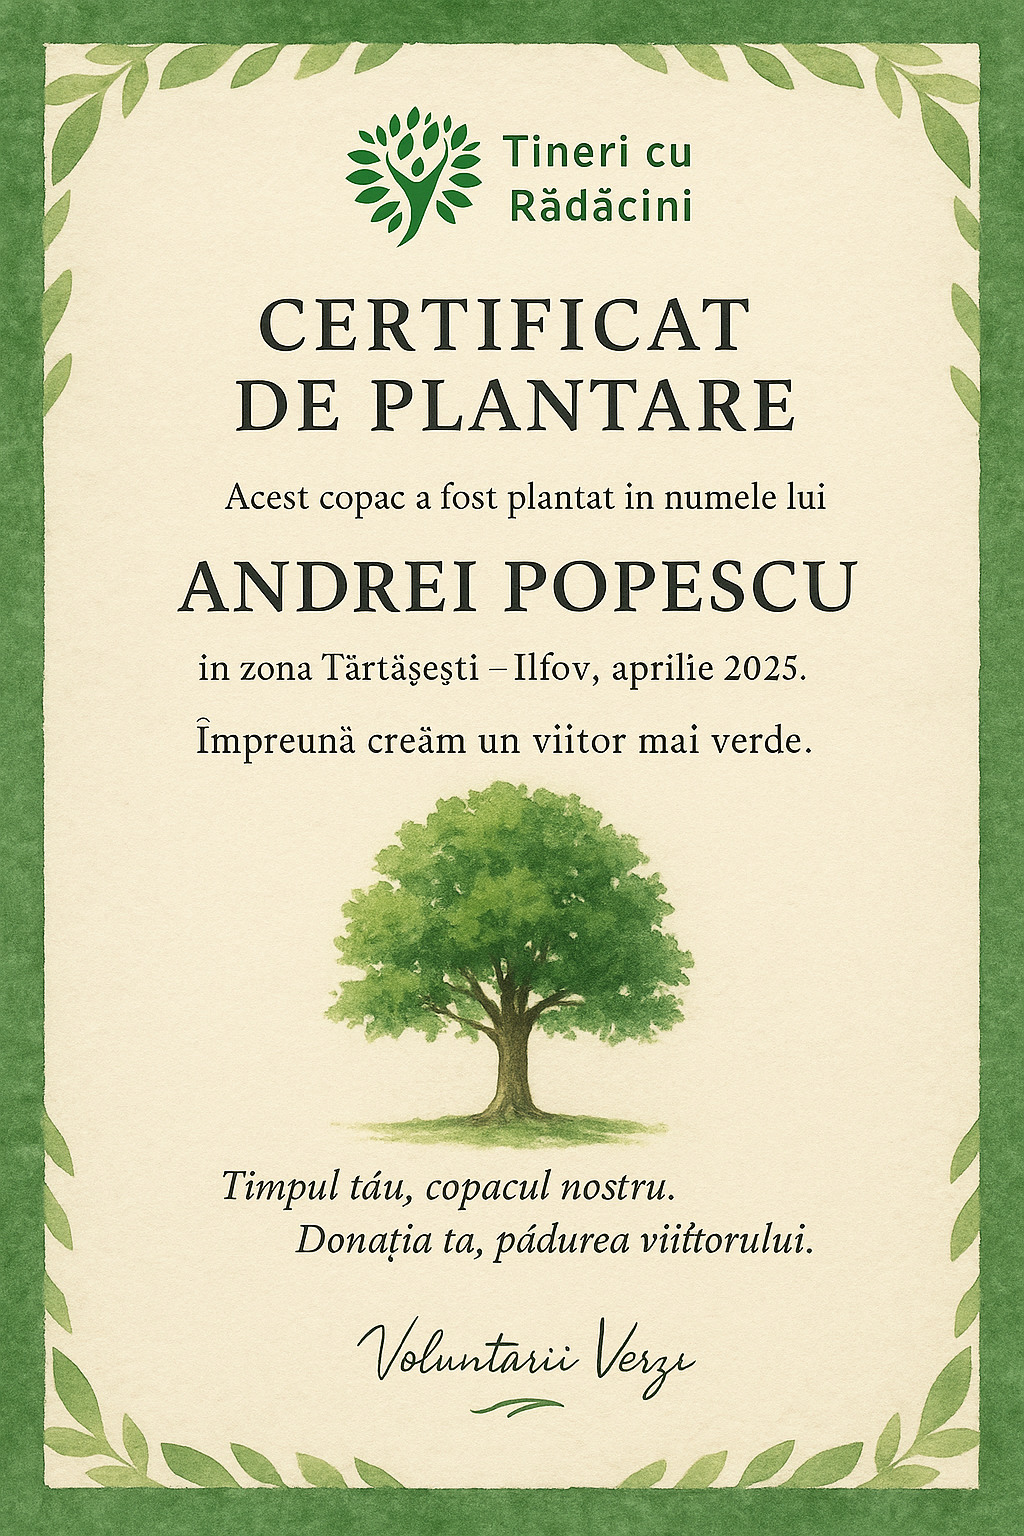 Tineri cu
Rădăcini
CERTIFICAT
DE PLANTARE
Acest copac a fost plantat in numele lui
ANDREI POPESCU
in zona Tärtäşeşti – Ilfov, aprilie 2025.
Împreunä creäm un viitor mai verde.
Timpul táu, copacul nostru.
Donația ta, pádurea viittorului.
Voluntarii Verzi